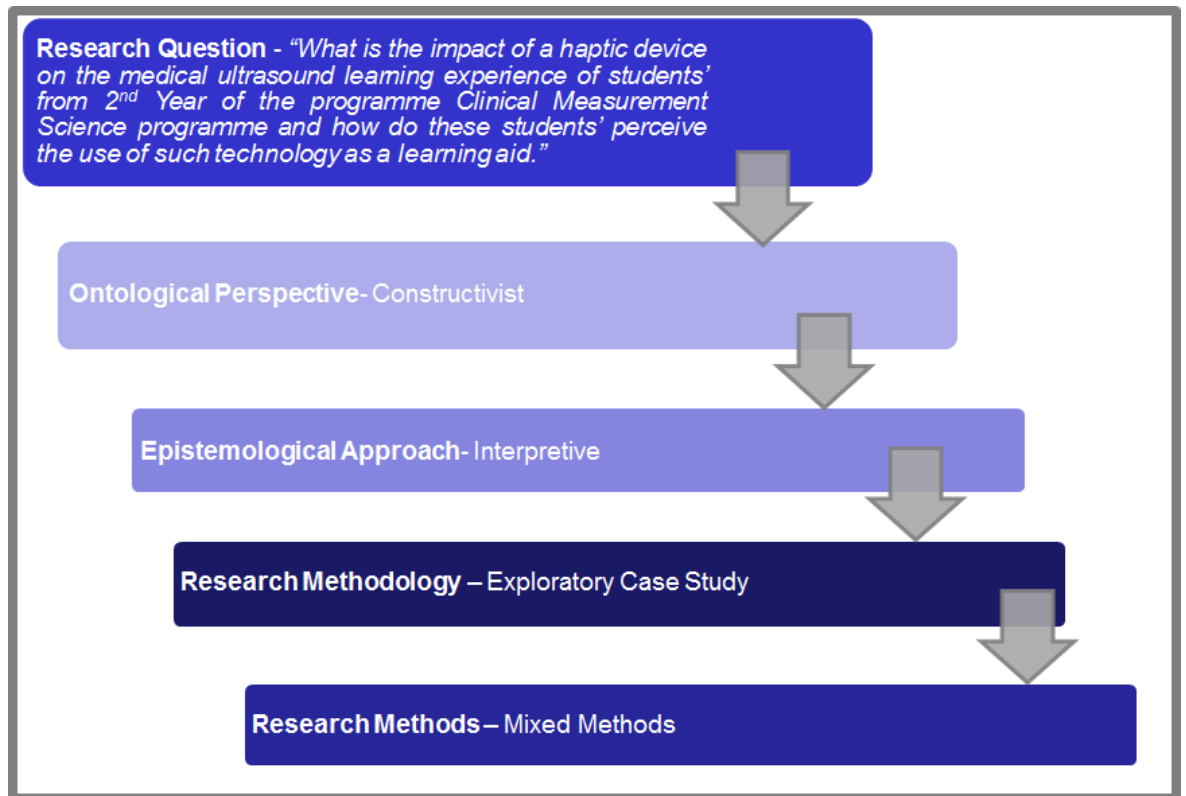 Research Question - “What is the impact of a haptic device
on the medical ultrasound learning experience of students’
from 2nd Year of the programme Clinical Measurement
Science programme and how do these students’ perceive
the use of such technology as a learning aid.”
Ontological Perspective- Constructivist
Epistemological Approach- Interpretive
Research Methodology – Exploratory Case Study
Research Methods – Mixed Methods